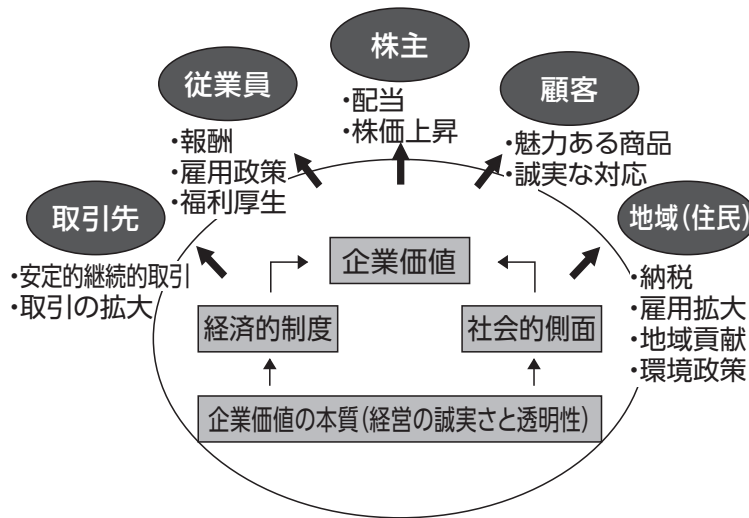 株主
・配当
・株価上昇
従業員
・報酬
・雇用政策
・福利厚生
顧客
・魅力ある商品
・誠実な対応
取引先
・安定的継続的取引
・取引の拡大
地域(住民)
・納税
・雇用拡大
・地域貢献
・環境政策
企業価値
経済的制度
社会的側面
企業価値の本質(経営の誠実さと透明性)